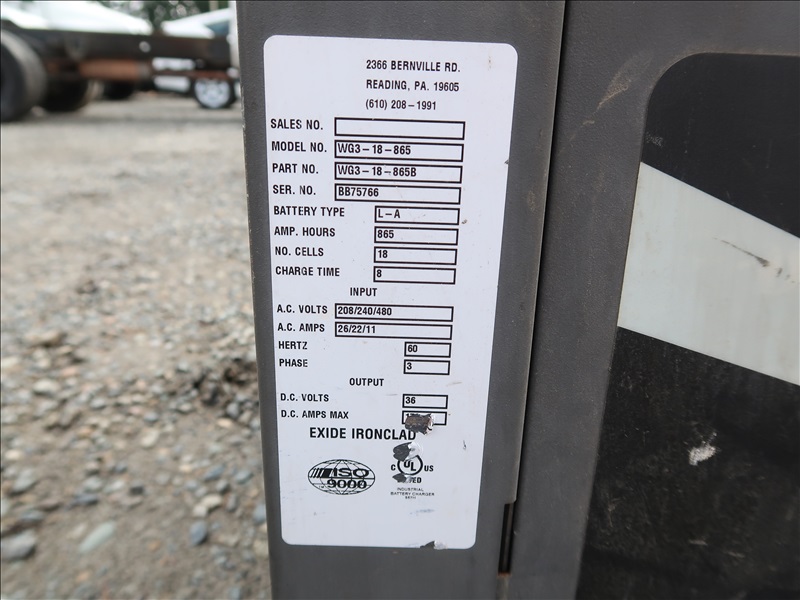 2366 BERNVILLE RD.
READING, PA. 19605
(610) 208-1991
SALES NO.
MODEL NO. WG3-18-865
PART NO. WG3-18-865B
SER. NO. BB75766
BATTERY TYPE L-A
AMP. HOURS 865
NO. CELLS 18
CHARGE TIME 8
INPUT
A.C. VOLTS 208/240/480
A.C. AMPS 26/22/11
HERTZ 60
PHASE 3
OUTPUT
D.C. VOLTS 36
D.C. AMPS MAX
EXIDE IRONCLAD
ISO
9000
C UL US
INDUSTRIAL
BATTERY CHARGER